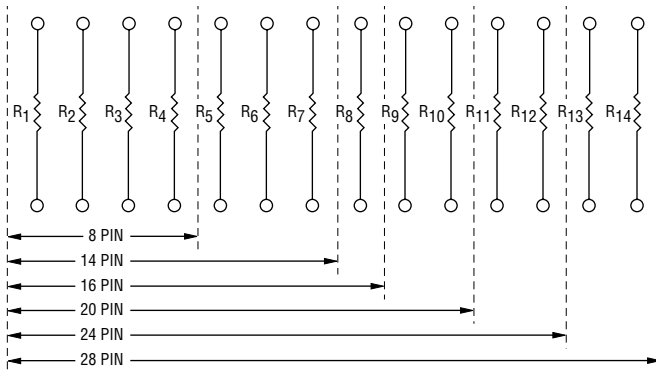 R1 R2 R3 R4 R5 R6 R7 R8 R9 R10 R11 R12 R13 R14
8 PIN
14 PIN
16 PIN
20 PIN
24 PIN
28 PIN